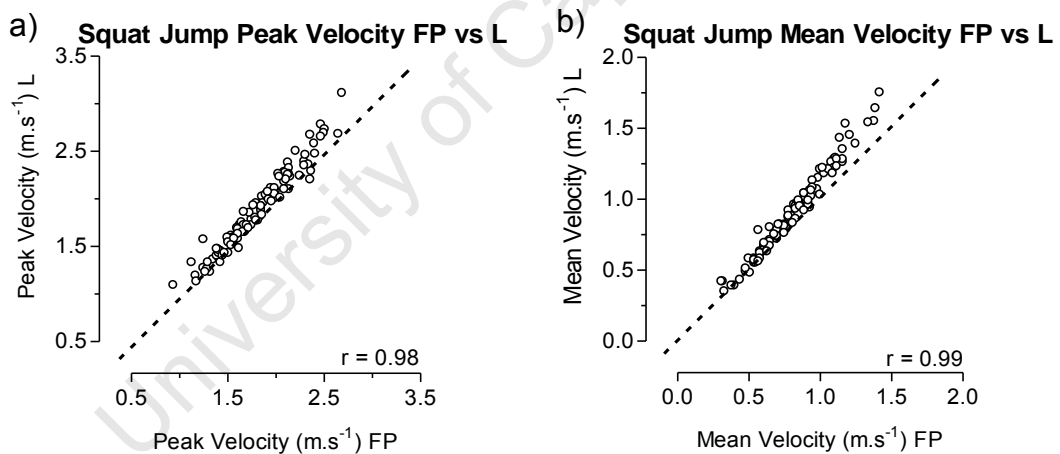 a)
Squat Jump Peak Velocity FP vs L
3.5
2.5
1.5
0.5
Peak Velocity (m.s⁻¹) L
r = 0.98
0.5 1.5 2.5 3.5
Peak Velocity (m.s⁻¹) FP
b)
Squat Jump Mean Velocity FP vs L
2.0
1.5
1.0
0.5
0.0
Mean Velocity (m.s⁻¹) L
r = 0.99
0.0 0.5 1.0 1.5 2.0
Mean Velocity (m.s⁻¹) FP
University of